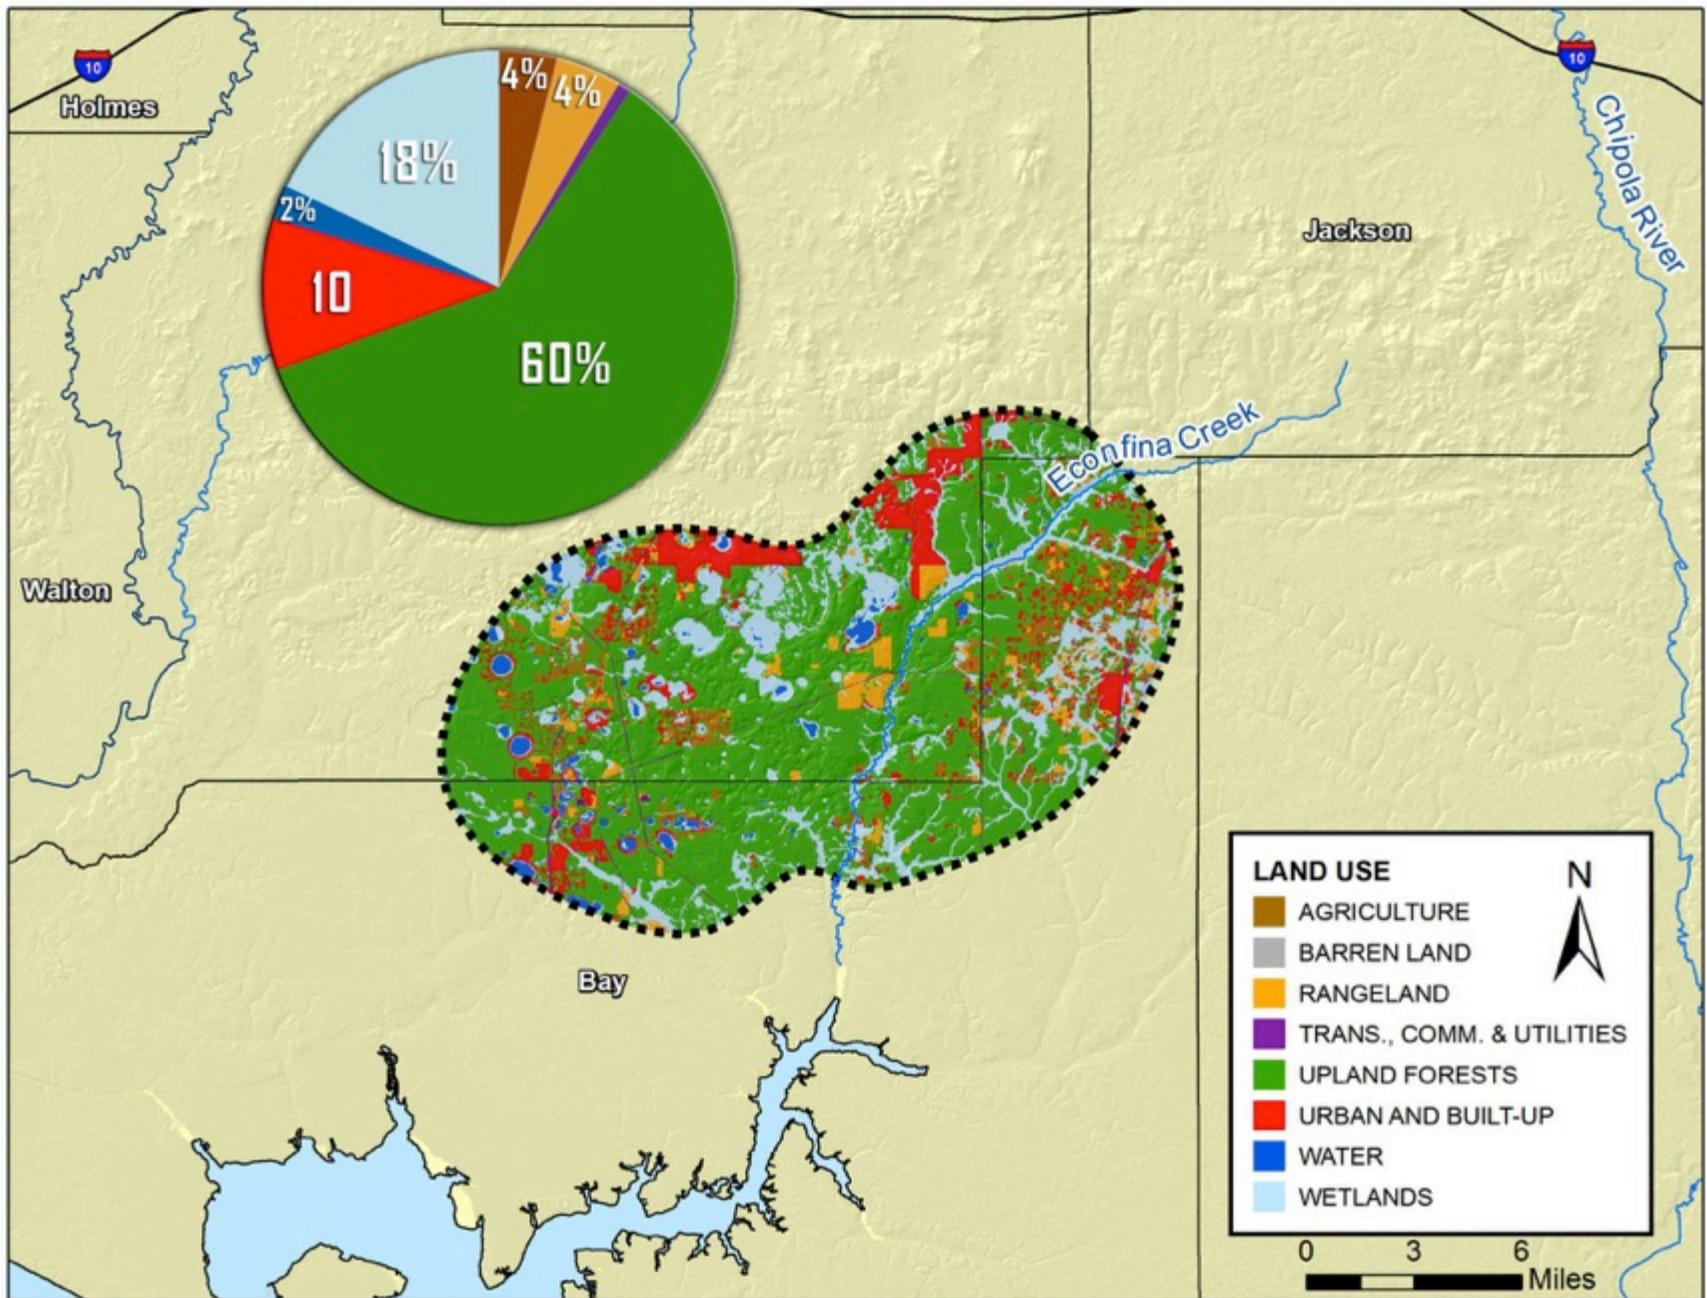 10
Holmes
4%
4%
18%
2%
10
60%
10
Chipola River
Jackson
Econfina Creek
Walton
Bay
LAND USE
N
AGRICULTURE
BARREN LAND
RANGELAND
TRANS., COMM. & UTILITIES
UPLAND FORESTS
URBAN AND BUILT-UP
WATER
WETLANDS
0 3 6
Miles